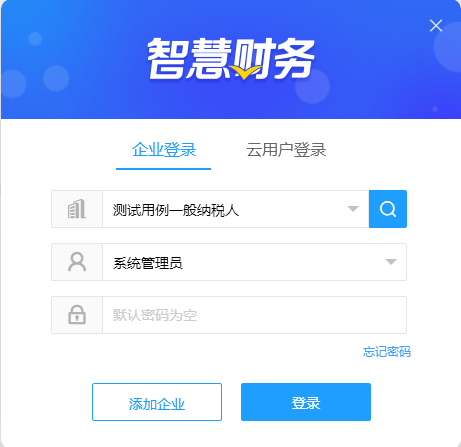 智慧财务
企业登录 云用户登录
测试用例一般纳税人
系统管理员
默认密码为空
忘记密码
添加企业 登录